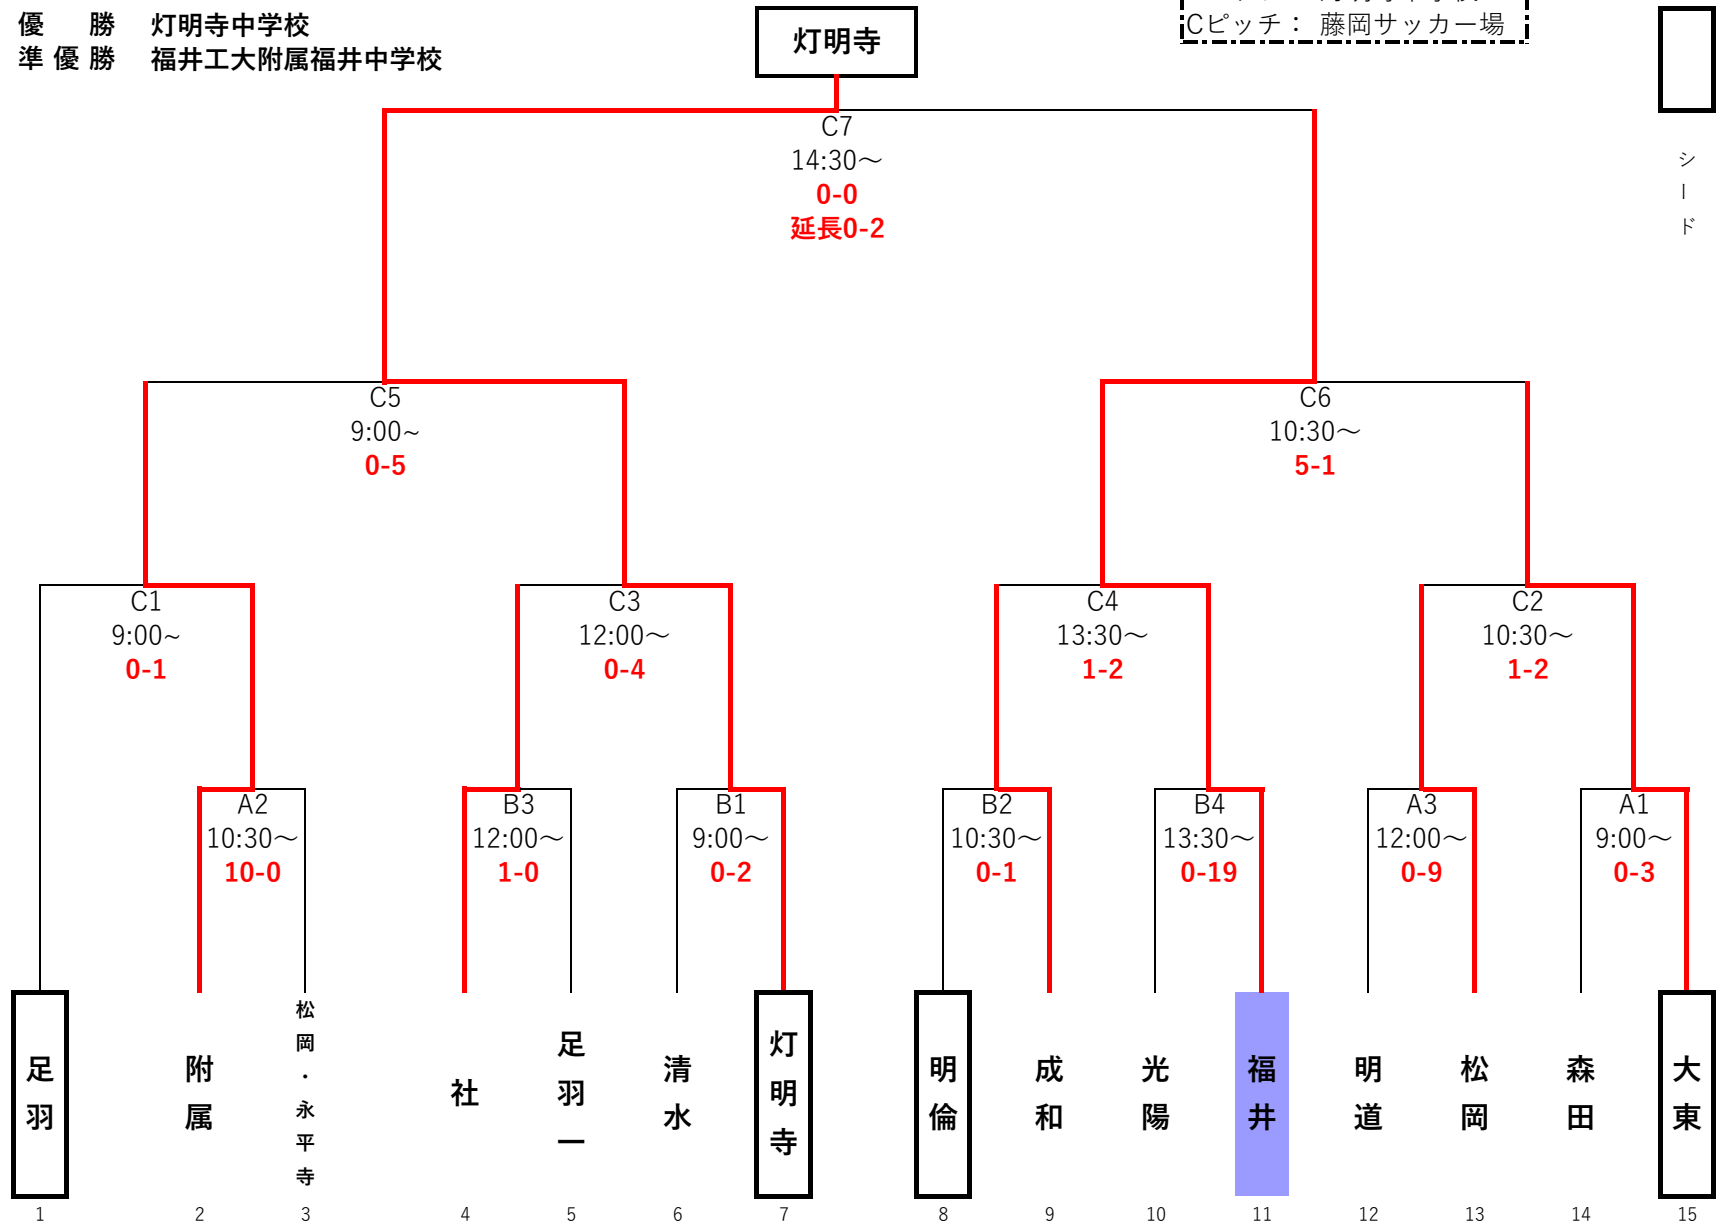 優勝 灯明寺中学校
準優勝 福井工大附属福井中学校
灯明寺
Cピッチ： 藤岡サッカー場
シード
C7
14:30～
0-0
延長0-2
C5
9:00~
0-5
C6
10:30～
5-1
C1
9:00~
0-1
C3
12:00～
0-4
C4
13:30～
1-2
C2
10:30～
1-2
A2
10:30～
10-0
B3
12:00～
1-0
B1
9:00～
0-2
B2
10:30～
0-1
B4
13:30～
0-19
A3
12:00～
0-9
A1
9:00～
0-3
足羽
附属
松岡・永平寺
社
足羽一
清水
灯明寺
明倫
成和
光陽
福井
明道
松岡
森田
大東
1 2 3 4 5 6 7 8 9 10 11 12 13 14 15